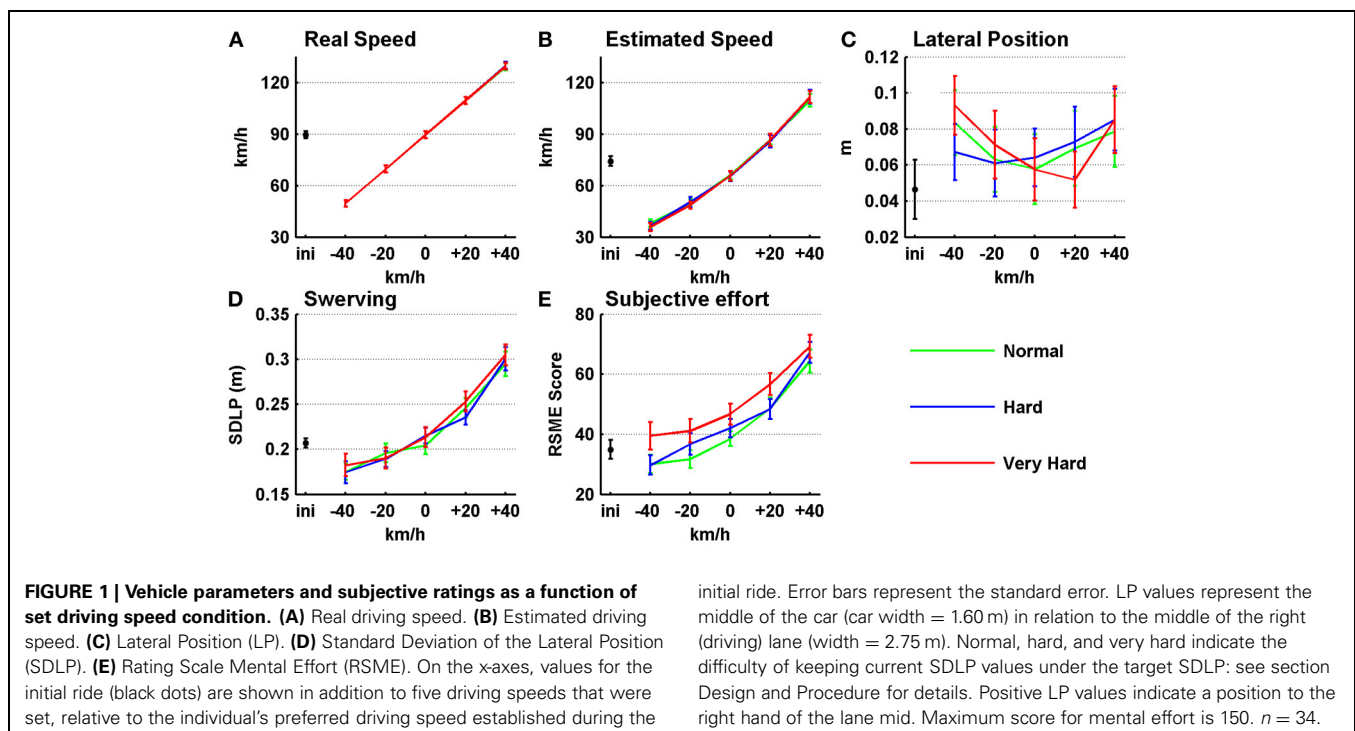 A Real Speed
km/h
120
90
60
30
ini -40 -20 0 +20 +40
km/h
B Estimated Speed
km/h
120
90
60
30
ini -40 -20 0 +20 +40
km/h
C Lateral Position
m
0.12
0.1
0.08
0.06
0.04
0.02
ini -40 -20 0 +20 +40
km/h
D Swerving
SDLP (m)
0.35
0.3
0.25
0.2
0.15
ini -40 -20 0 +20 +40
km/h
E Subjective effort
RSME Score
80
60
40
20
ini -40 -20 0 +20 +40
km/h
Normal
Hard
Very Hard
FIGURE 1 | Vehicle parameters and subjective ratings as a function of
set driving speed condition. (A) Real driving speed. (B) Estimated driving
speed. (C) Lateral Position (LP). (D) Standard Deviation of the Lateral Position
(SDLP). (E) Rating Scale Mental Effort (RSME). On the x-axes, values for the
initial ride (black dots) are shown in addition to five driving speeds that were
set, relative to the individual's preferred driving speed established during the
initial ride. Error bars represent the standard error. LP values represent the
middle of the car (car width = 1.60 m) in relation to the middle of the right
(driving) lane (width = 2.75 m). Normal, hard, and very hard indicate the
difficulty of keeping current SDLP values under the target SDLP: see section
Design and Procedure for details. Positive LP values indicate a position to the
right hand of the lane mid. Maximum score for mental effort is 150. n = 34.